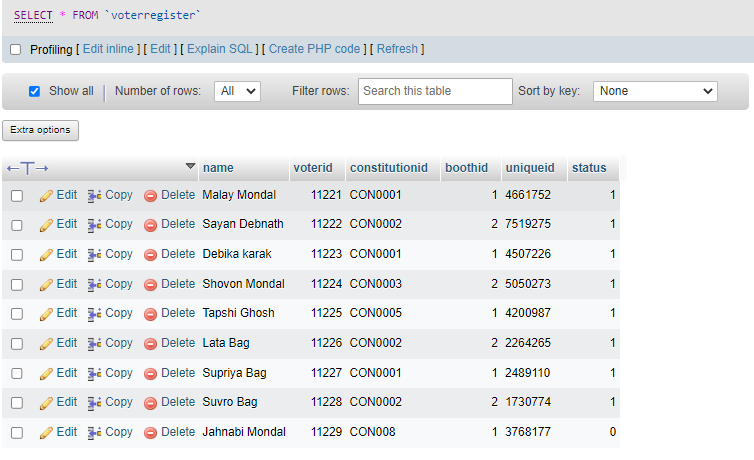 SELECT * FROM `voterregister`
Profiling [ Edit inline ] [ Edit ] [ Explain SQL ] [ Create PHP code ] [ Refresh ]
Show all | Number of rows: All Filter rows: Search this table Sort by key: None
Extra options
←T→ name voterid constitutionid boothid uniqueid status
Edit Copy Delete Malay Mondal 11221 CON0001 1 4661752 1
Edit Copy Delete Sayan Debnath 11222 CON0002 2 7519275 1
Edit Copy Delete Debika karak 11223 CON0001 1 4507226 1
Edit Copy Delete Shovon Mondal 11224 CON0003 2 5050273 1
Edit Copy Delete Tapshi Ghosh 11225 CON0005 1 4200987 1
Edit Copy Delete Lata Bag 11226 CON0002 2 2264265 1
Edit Copy Delete Supriya Bag 11227 CON0001 1 2489110 1
Edit Copy Delete Suvro Bag 11228 CON0002 2 1730774 1
Edit Copy Delete Jahnabi Mondal 11229 CON008 1 3768177 0